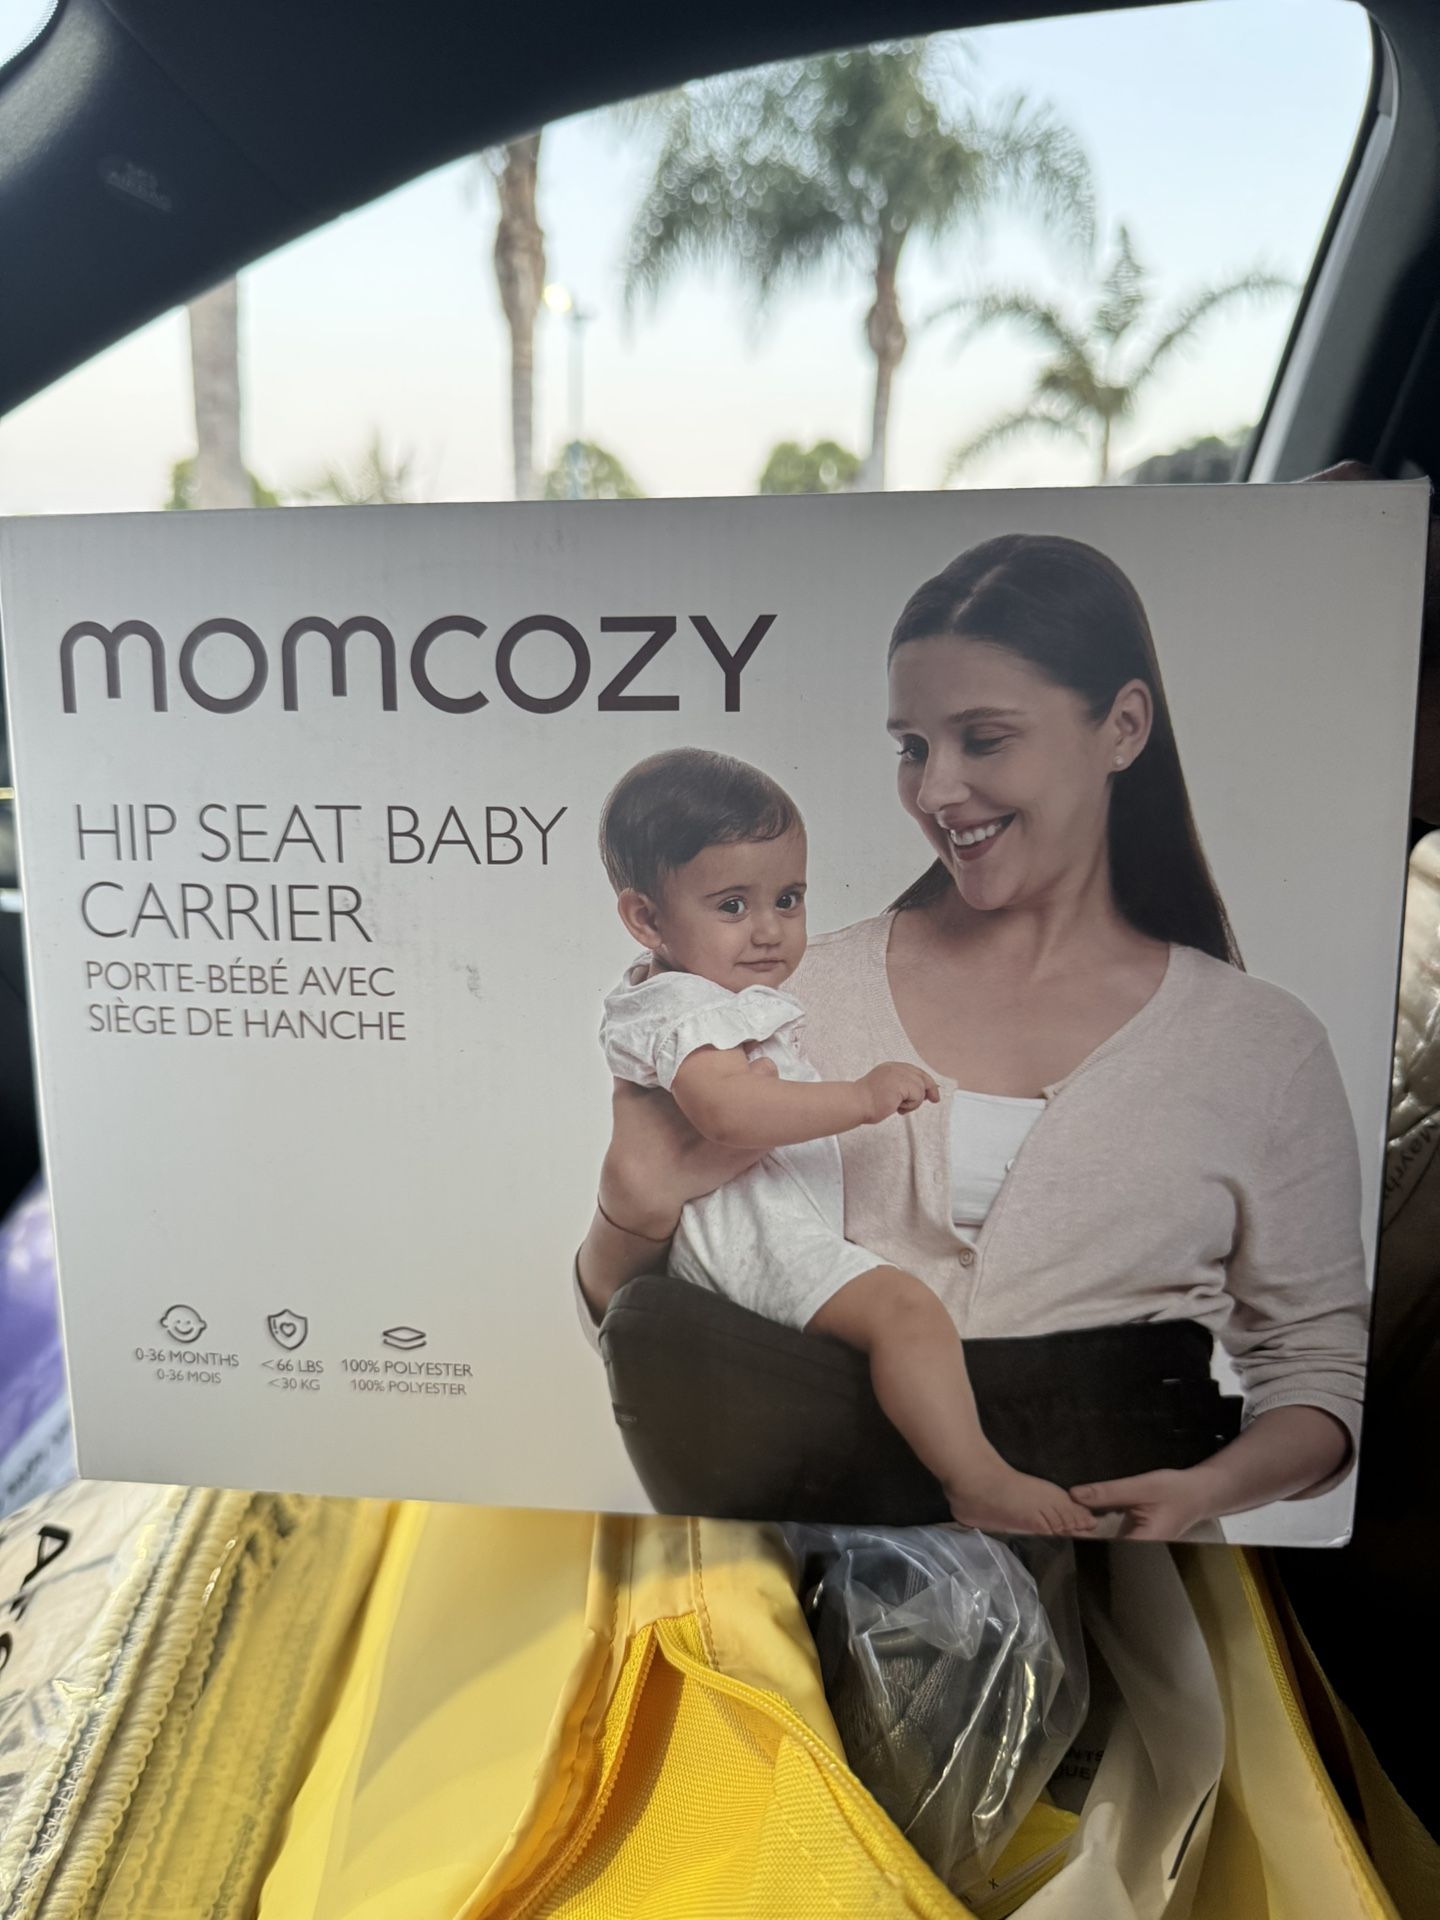 momcozy
HIP SEAT BABY
CARRIER
PORTE-BÉBÉ AVEC
SIÈGE DE HANCHE
0-36 MONTHS
0-36 MOIS
<66 LBS
<30 KG
100% POLYESTER
100% POLYESTER